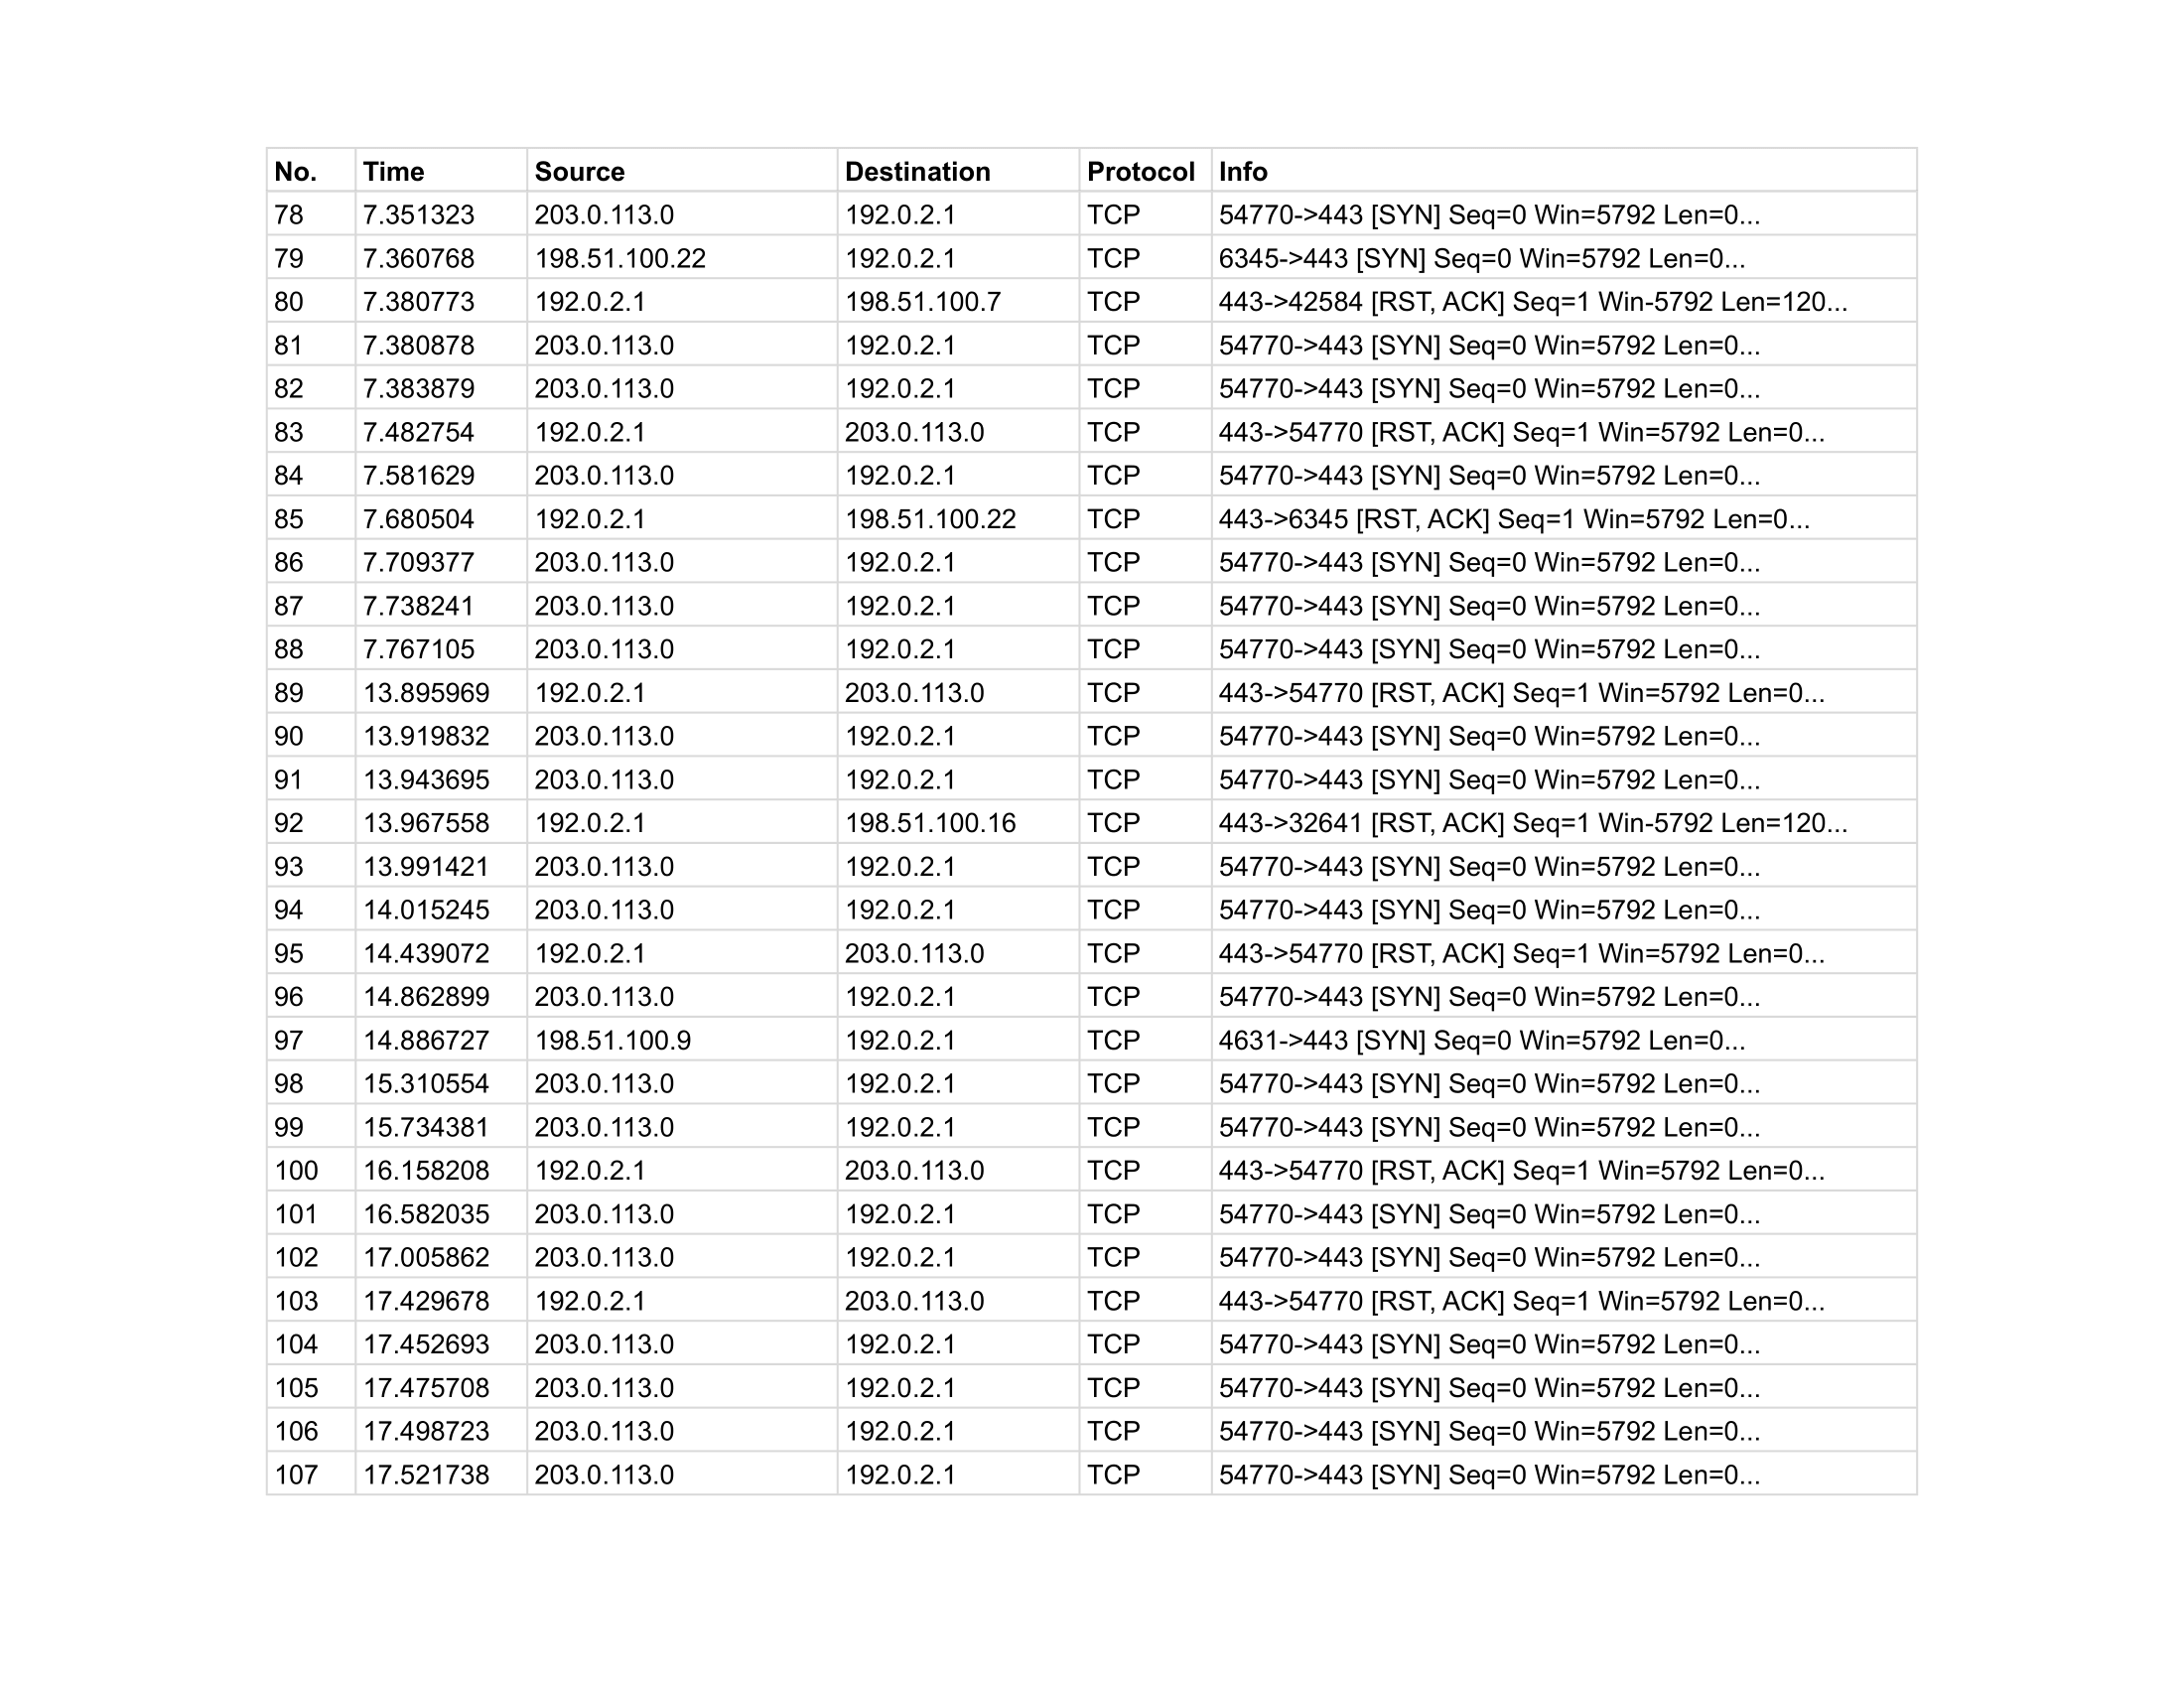 No. Time Source Destination Protocol Info
78 7.351323 203.0.113.0 192.0.2.1 TCP 54770->443 [SYN] Seq=0 Win=5792 Len=0...
79 7.360768 198.51.100.22 192.0.2.1 TCP 6345->443 [SYN] Seq=0 Win=5792 Len=0...
80 7.380773 192.0.2.1 198.51.100.7 TCP 443->42584 [RST, ACK] Seq=1 Win-5792 Len=120...
81 7.380878 203.0.113.0 192.0.2.1 TCP 54770->443 [SYN] Seq=0 Win=5792 Len=0...
82 7.383879 203.0.113.0 192.0.2.1 TCP 54770->443 [SYN] Seq=0 Win=5792 Len=0...
83 7.482754 192.0.2.1 203.0.113.0 TCP 443->54770 [RST, ACK] Seq=1 Win=5792 Len=0...
84 7.581629 203.0.113.0 192.0.2.1 TCP 54770->443 [SYN] Seq=0 Win=5792 Len=0...
85 7.680504 192.0.2.1 198.51.100.22 TCP 443->6345 [RST, ACK] Seq=1 Win=5792 Len=0...
86 7.709377 203.0.113.0 192.0.2.1 TCP 54770->443 [SYN] Seq=0 Win=5792 Len=0...
87 7.738241 203.0.113.0 192.0.2.1 TCP 54770->443 [SYN] Seq=0 Win=5792 Len=0...
88 7.767105 203.0.113.0 192.0.2.1 TCP 54770->443 [SYN] Seq=0 Win=5792 Len=0...
89 13.895969 192.0.2.1 203.0.113.0 TCP 443->54770 [RST, ACK] Seq=1 Win=5792 Len=0...
90 13.919832 203.0.113.0 192.0.2.1 TCP 54770->443 [SYN] Seq=0 Win=5792 Len=0...
91 13.943695 203.0.113.0 192.0.2.1 TCP 54770->443 [SYN] Seq=0 Win=5792 Len=0...
92 13.967558 192.0.2.1 198.51.100.16 TCP 443->32641 [RST, ACK] Seq=1 Win-5792 Len=120...
93 13.991421 203.0.113.0 192.0.2.1 TCP 54770->443 [SYN] Seq=0 Win=5792 Len=0...
94 14.015245 203.0.113.0 192.0.2.1 TCP 54770->443 [SYN] Seq=0 Win=5792 Len=0...
95 14.439072 192.0.2.1 203.0.113.0 TCP 443->54770 [RST, ACK] Seq=1 Win=5792 Len=0...
96 14.862899 203.0.113.0 192.0.2.1 TCP 54770->443 [SYN] Seq=0 Win=5792 Len=0...
97 14.886727 198.51.100.9 192.0.2.1 TCP 4631->443 [SYN] Seq=0 Win=5792 Len=0...
98 15.310554 203.0.113.0 192.0.2.1 TCP 54770->443 [SYN] Seq=0 Win=5792 Len=0...
99 15.734381 203.0.113.0 192.0.2.1 TCP 54770->443 [SYN] Seq=0 Win=5792 Len=0...
100 16.158208 192.0.2.1 203.0.113.0 TCP 443->54770 [RST, ACK] Seq=1 Win=5792 Len=0...
101 16.582035 203.0.113.0 192.0.2.1 TCP 54770->443 [SYN] Seq=0 Win=5792 Len=0...
102 17.005862 203.0.113.0 192.0.2.1 TCP 54770->443 [SYN] Seq=0 Win=5792 Len=0...
103 17.429678 192.0.2.1 203.0.113.0 TCP 443->54770 [RST, ACK] Seq=1 Win=5792 Len=0...
104 17.452693 203.0.113.0 192.0.2.1 TCP 54770->443 [SYN] Seq=0 Win=5792 Len=0...
105 17.475708 203.0.113.0 192.0.2.1 TCP 54770->443 [SYN] Seq=0 Win=5792 Len=0...
106 17.498723 203.0.113.0 192.0.2.1 TCP 54770->443 [SYN] Seq=0 Win=5792 Len=0...
107 17.521738 203.0.113.0 192.0.2.1 TCP 54770->443 [SYN] Seq=0 Win=5792 Len=0...